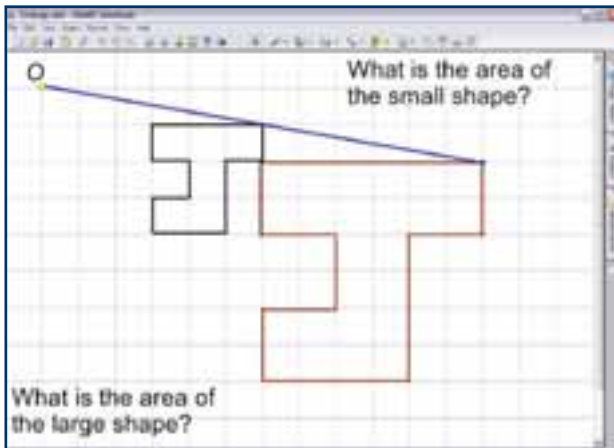 O
What is the area of
the small shape?
What is the area of
the large shape?